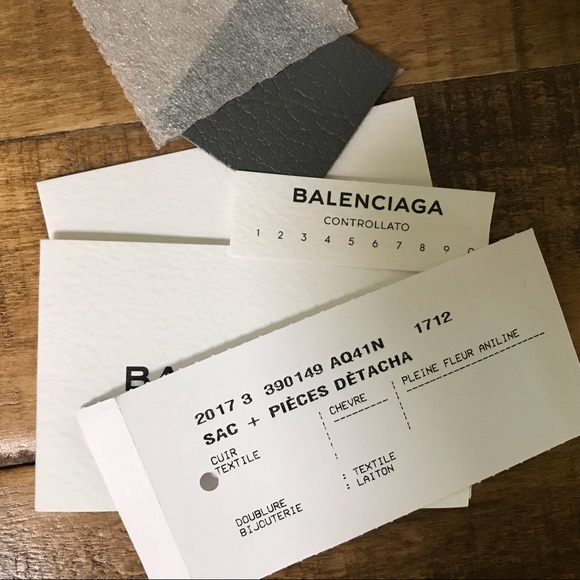 BALENCIAGA
CONTROLLATO
1 2 3 4 5 6 7 8 9 0
BA
2017 3 390149 AQ41N 1712
SAC + PIÈCES DÈTACHA
CUIR CHEVRE PLEINE FLEUR ANILINE
TEXTILE
DOUBLURE : TEXTILE
BIJOUTERIE : LAITON